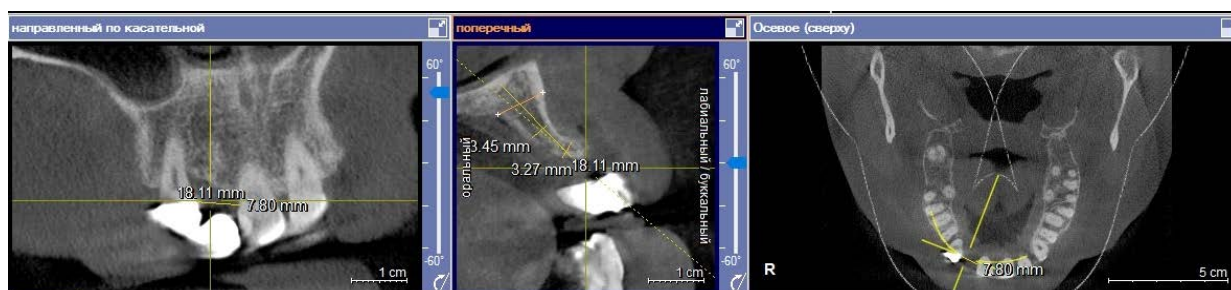 направленный по касательной
60°
18.11 mm
7.80 mm
-60°
1 cm
поперечный
60°
оральный
лабиальный / буккальный
3.45 mm
3.27 mm
18.11 mm
-60°
1 cm
Осевое (сверху)
R
7.80 mm
5 cm